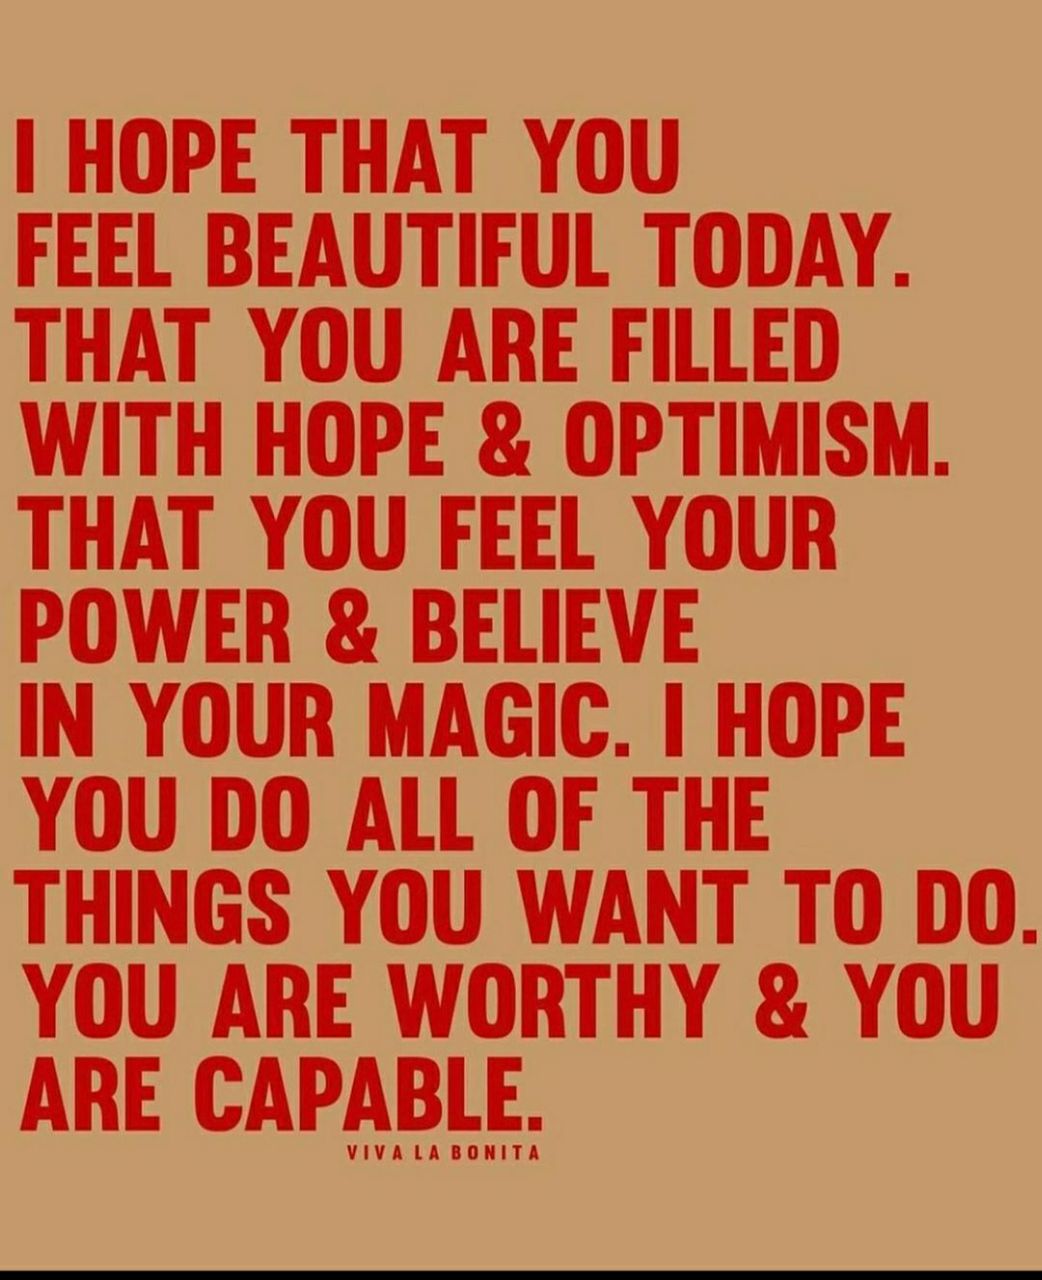 I HOPE THAT YOU
FEEL BEAUTIFUL TODAY.
THAT YOU ARE FILLED
WITH HOPE & OPTIMISM.
THAT YOU FEEL YOUR
POWER & BELIEVE
IN YOUR MAGIC. I HOPE
YOU DO ALL OF THE
THINGS YOU WANT TO DO.
YOU ARE WORTHY & YOU
ARE CAPABLE.
VIVA LA BONITA